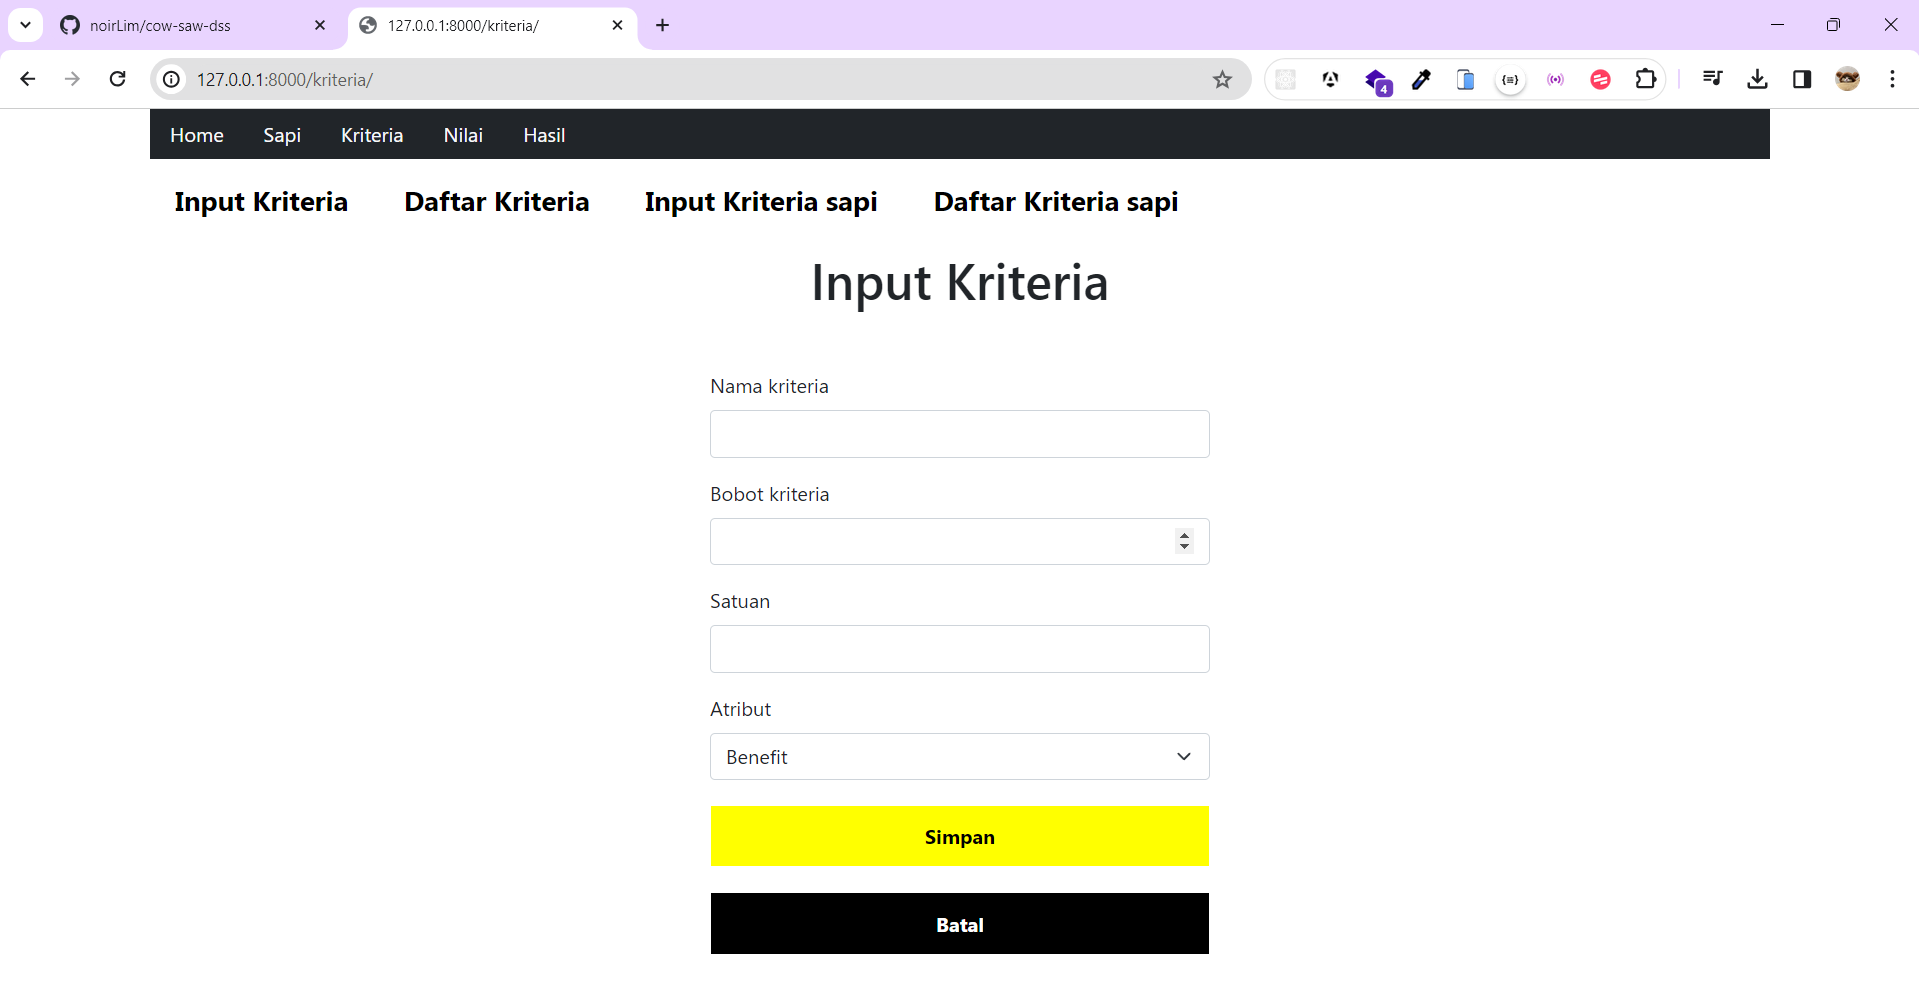 noirLim/cow-saw-dss
127.0.0.1:8000/kriteria/
127.0.0.1:8000/kriteria/
4
Home Sapi Kriteria Nilai Hasil
Input Kriteria Daftar Kriteria Input Kriteria sapi Daftar Kriteria sapi
Input Kriteria
Nama kriteria
Bobot kriteria
Satuan
Atribut
Benefit
Simpan
Batal